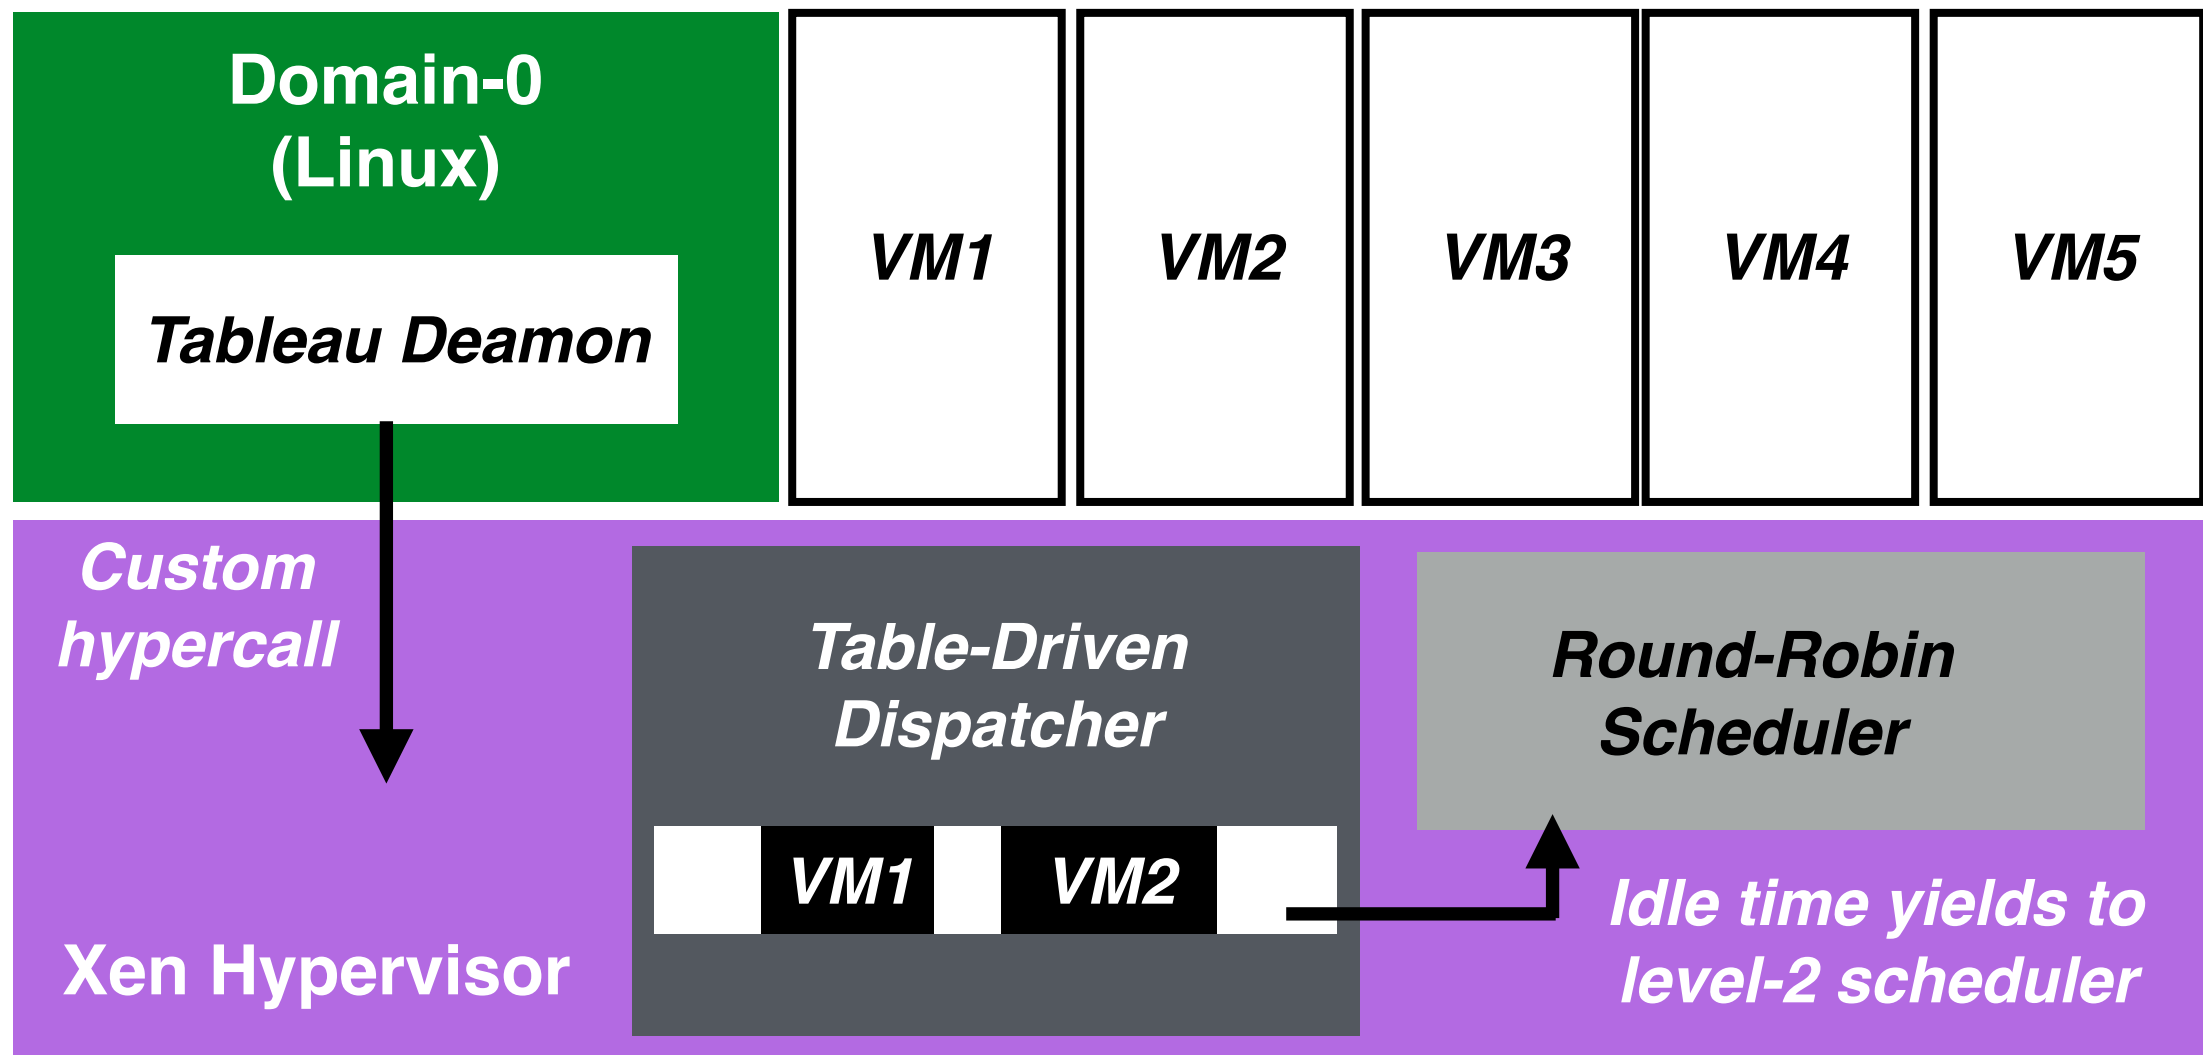 Domain-0
(Linux)
Tableau Deamon
VM1
VM2
VM3
VM4
VM5
Custom
hypercall
Xen Hypervisor
Table-Driven
Dispatcher
VM1
VM2
Round-Robin
Scheduler
Idle time yields to
level-2 scheduler